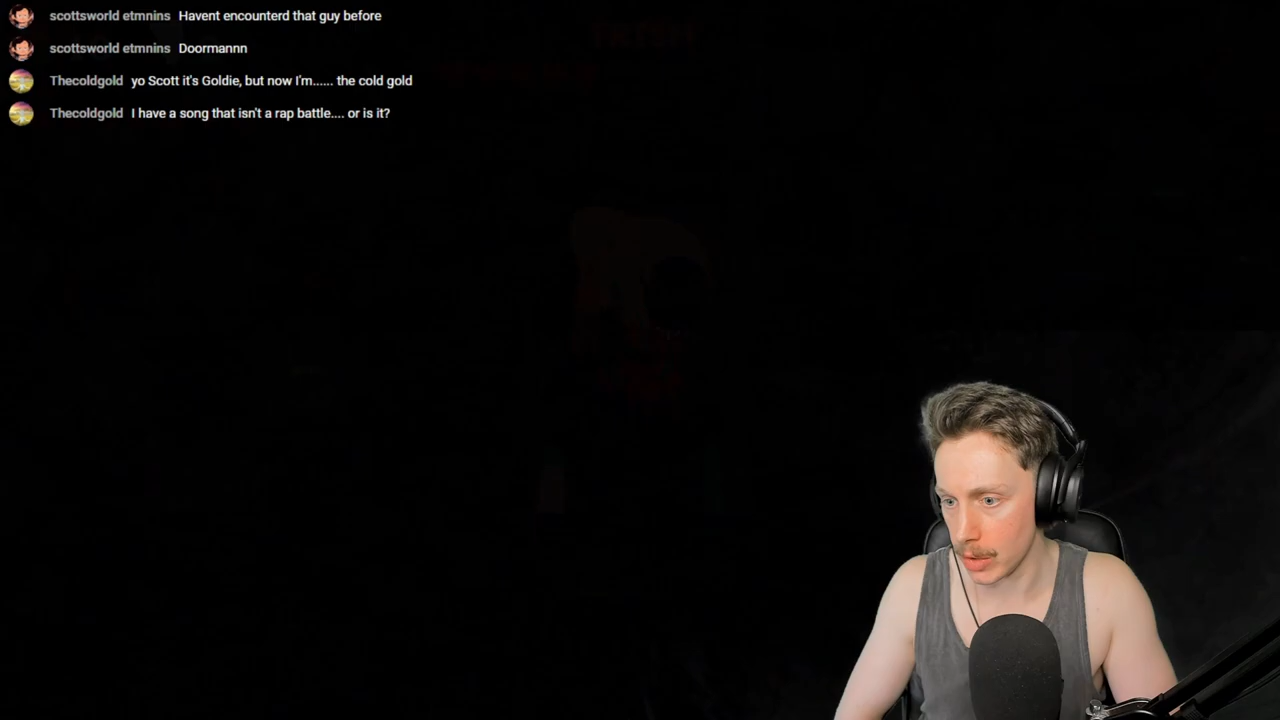 scottsworld etmnins Havent encounterd that guy before
scottsworld etmnins Doormannn
Thecoldgold yo Scott it's Goldie, but now I'm...... the cold gold
Thecoldgold I have a song that isn't a rap battle.... or is it?